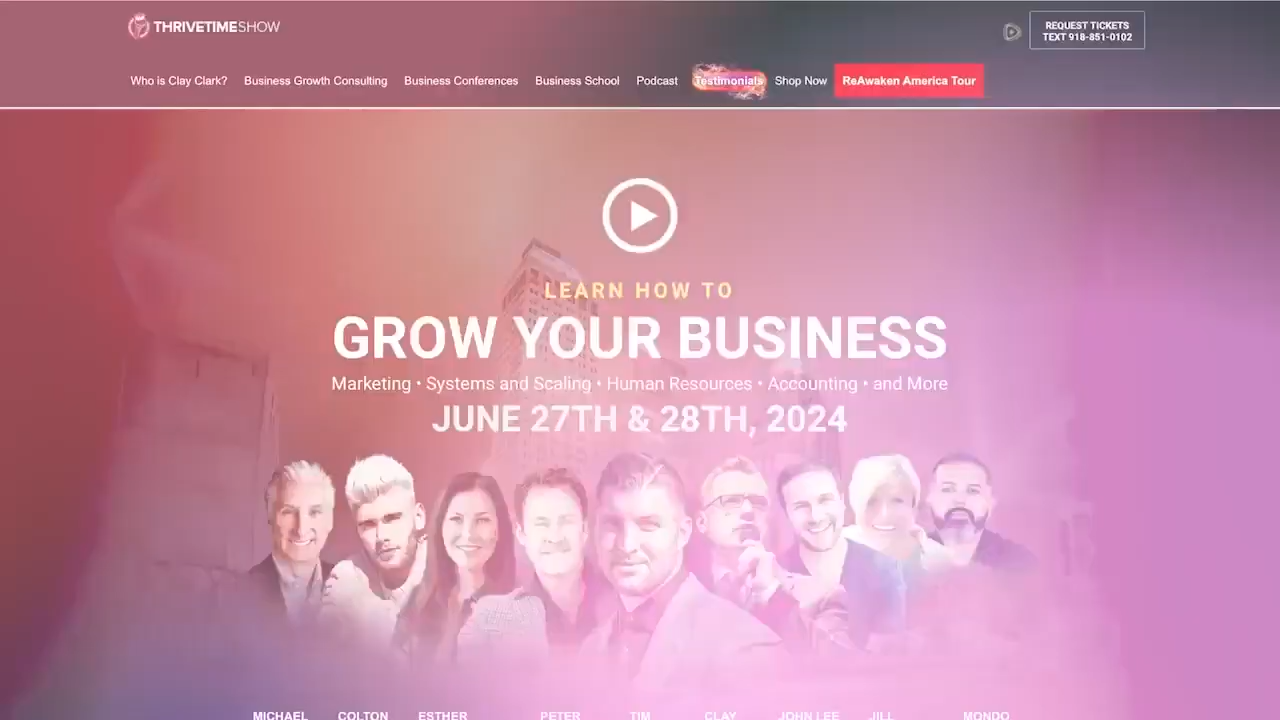 THRIVETIMESHOW
REQUEST TICKETS
TEXT 918-851-0102
Who is Clay Clark? Business Growth Consulting Business Conferences Business School Podcast Testimonials Shop Now ReAwaken America Tour
LEARN HOW TO
GROW YOUR BUSINESS
Marketing • Systems and Scaling • Human Resources • Accounting • and More
JUNE 27TH & 28TH, 2024
MICHAEL COLTON ESTHER PETER TIM CLAY JOHN LEE JILL MONDO